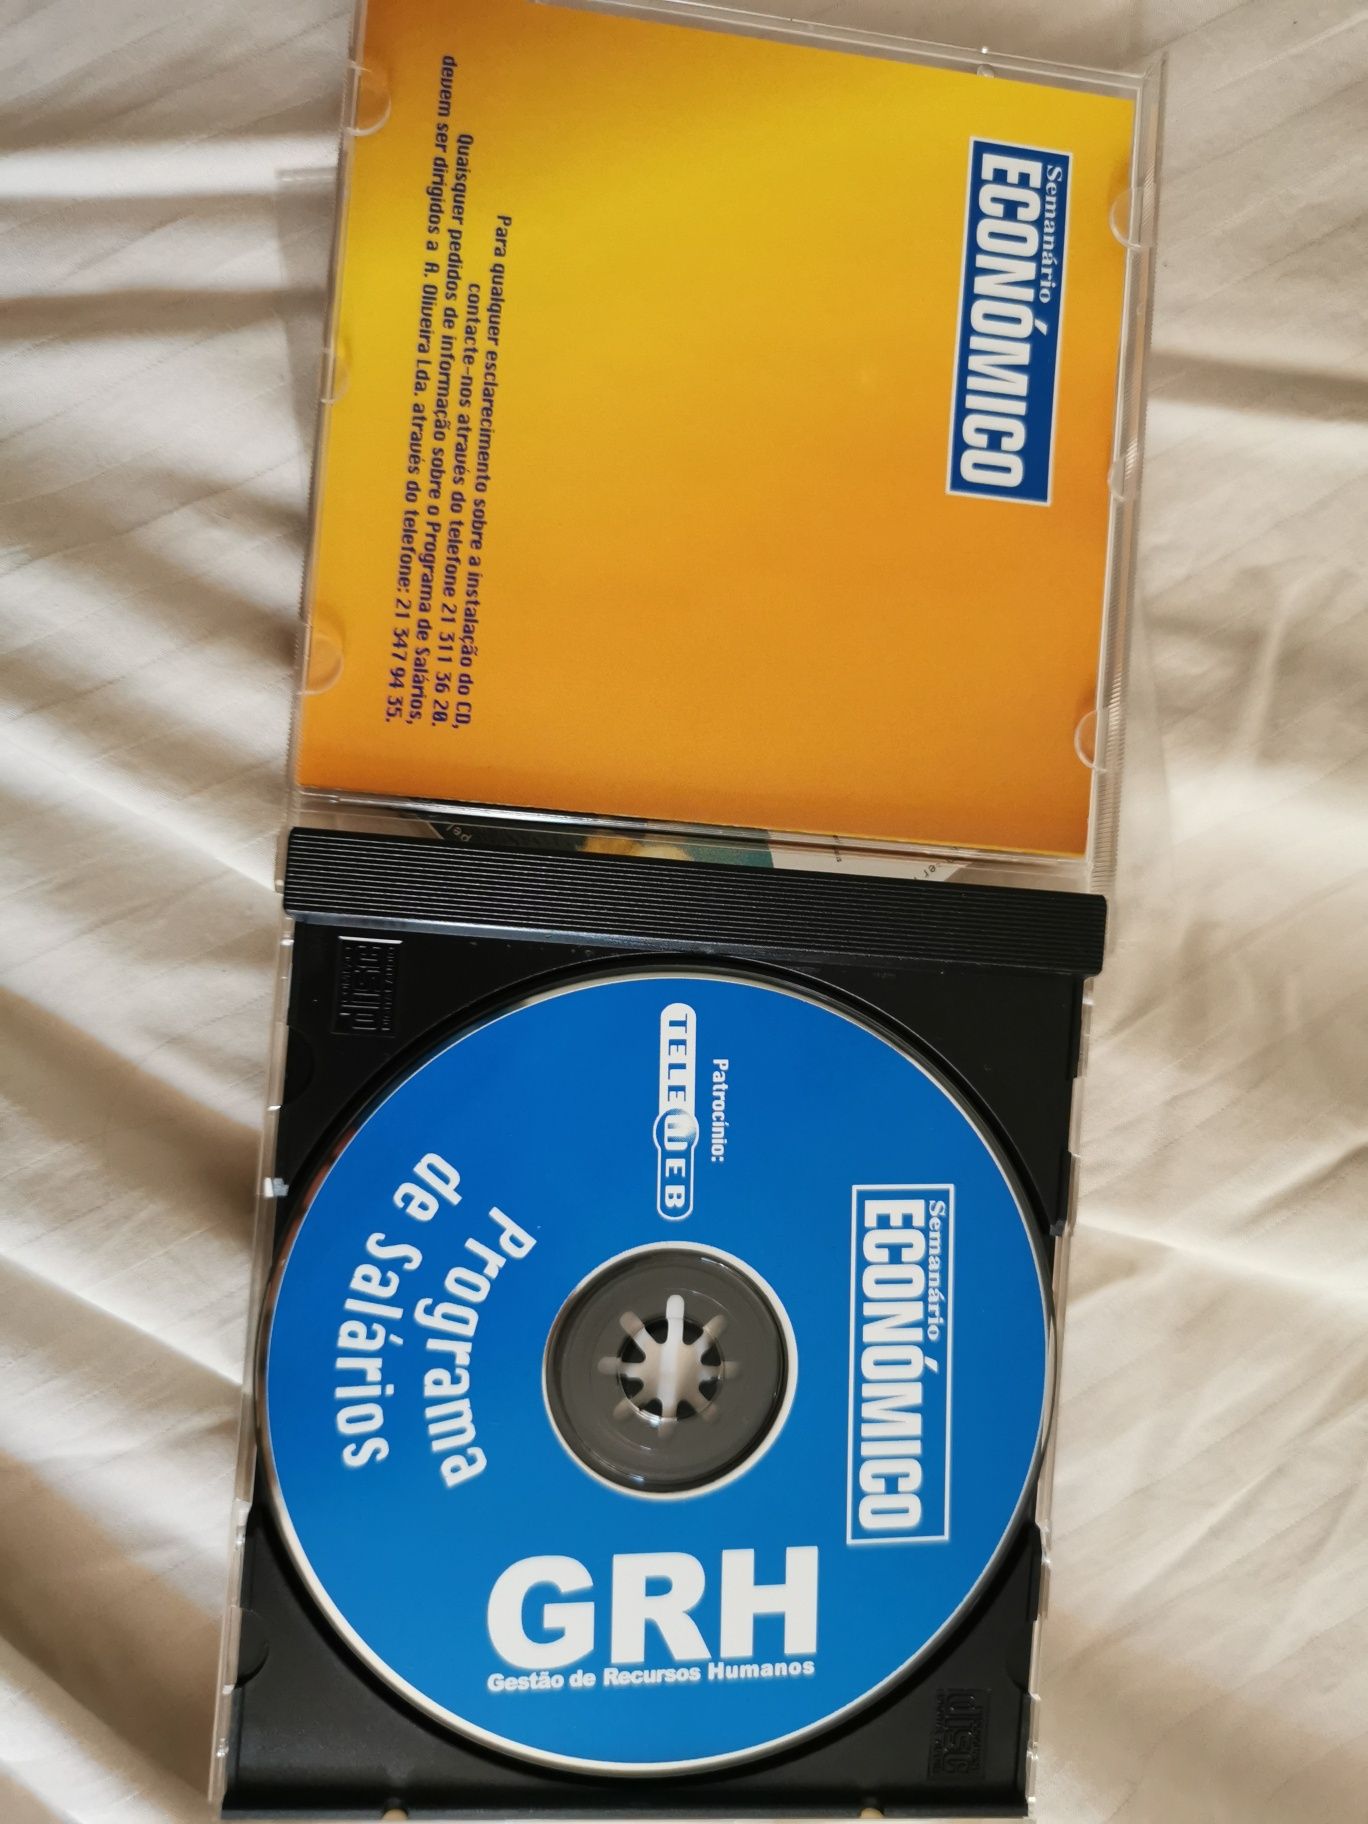 Semanário
ECONÓMICO
Para qualquer esclarecimento sobre a instalação do CD,
contacte-nos através do telefone 21 311 36 20.
Quaisquer pedidos de informação sobre o Programa de Salários,
devem ser dirigidos a A. Oliveira Lda. através do telefone: 21 347 94 35.
Semanário
ECONÓMICO
Patrocínio:
TELEWEB
Programa
de Salários
GRH
Gestão de Recursos Humanos